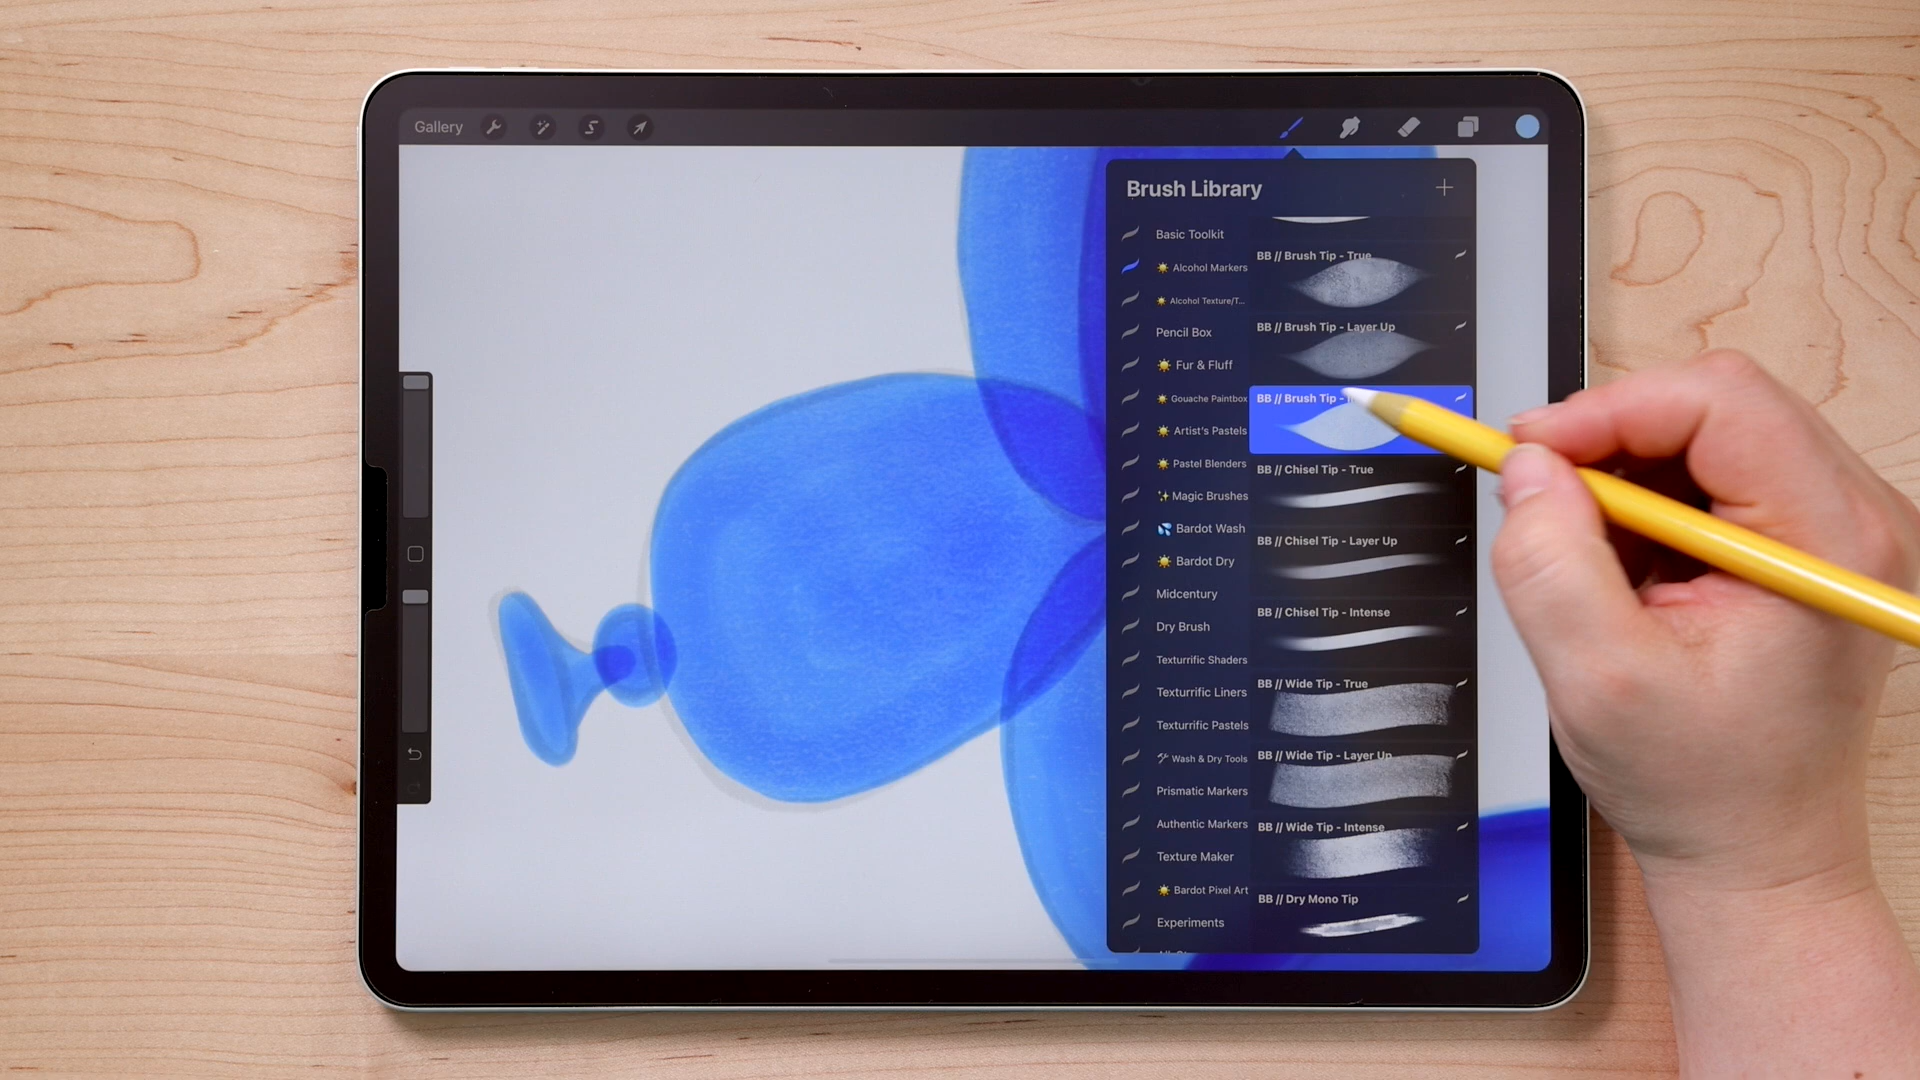 Gallery
Brush Library
Basic Toolkit
Alcohol Markers
Alcohol Texture/T...
Pencil Box
Fur & Fluff
Gouache Paintbox
Artist's Pastels
Pastel Blenders
Magic Brushes
Bardot Wash
Bardot Dry
Midcentury
Dry Brush
Texturrific Shaders
Texturrific Liners
Texturrific Pastels
Wash & Dry Tools
Prismatic Markers
Authentic Markers
Texture Maker
Bardot Pixel Art
Experiments
BB // Brush Tip - True
BB // Brush Tip - Layer Up
BB // Brush Tip -
BB // Chisel Tip - True
BB // Chisel Tip - Layer Up
BB // Chisel Tip - Intense
BB // Wide Tip - True
BB // Wide Tip - Layer Up
BB // Wide Tip - Intense
BB // Dry Mono Tip